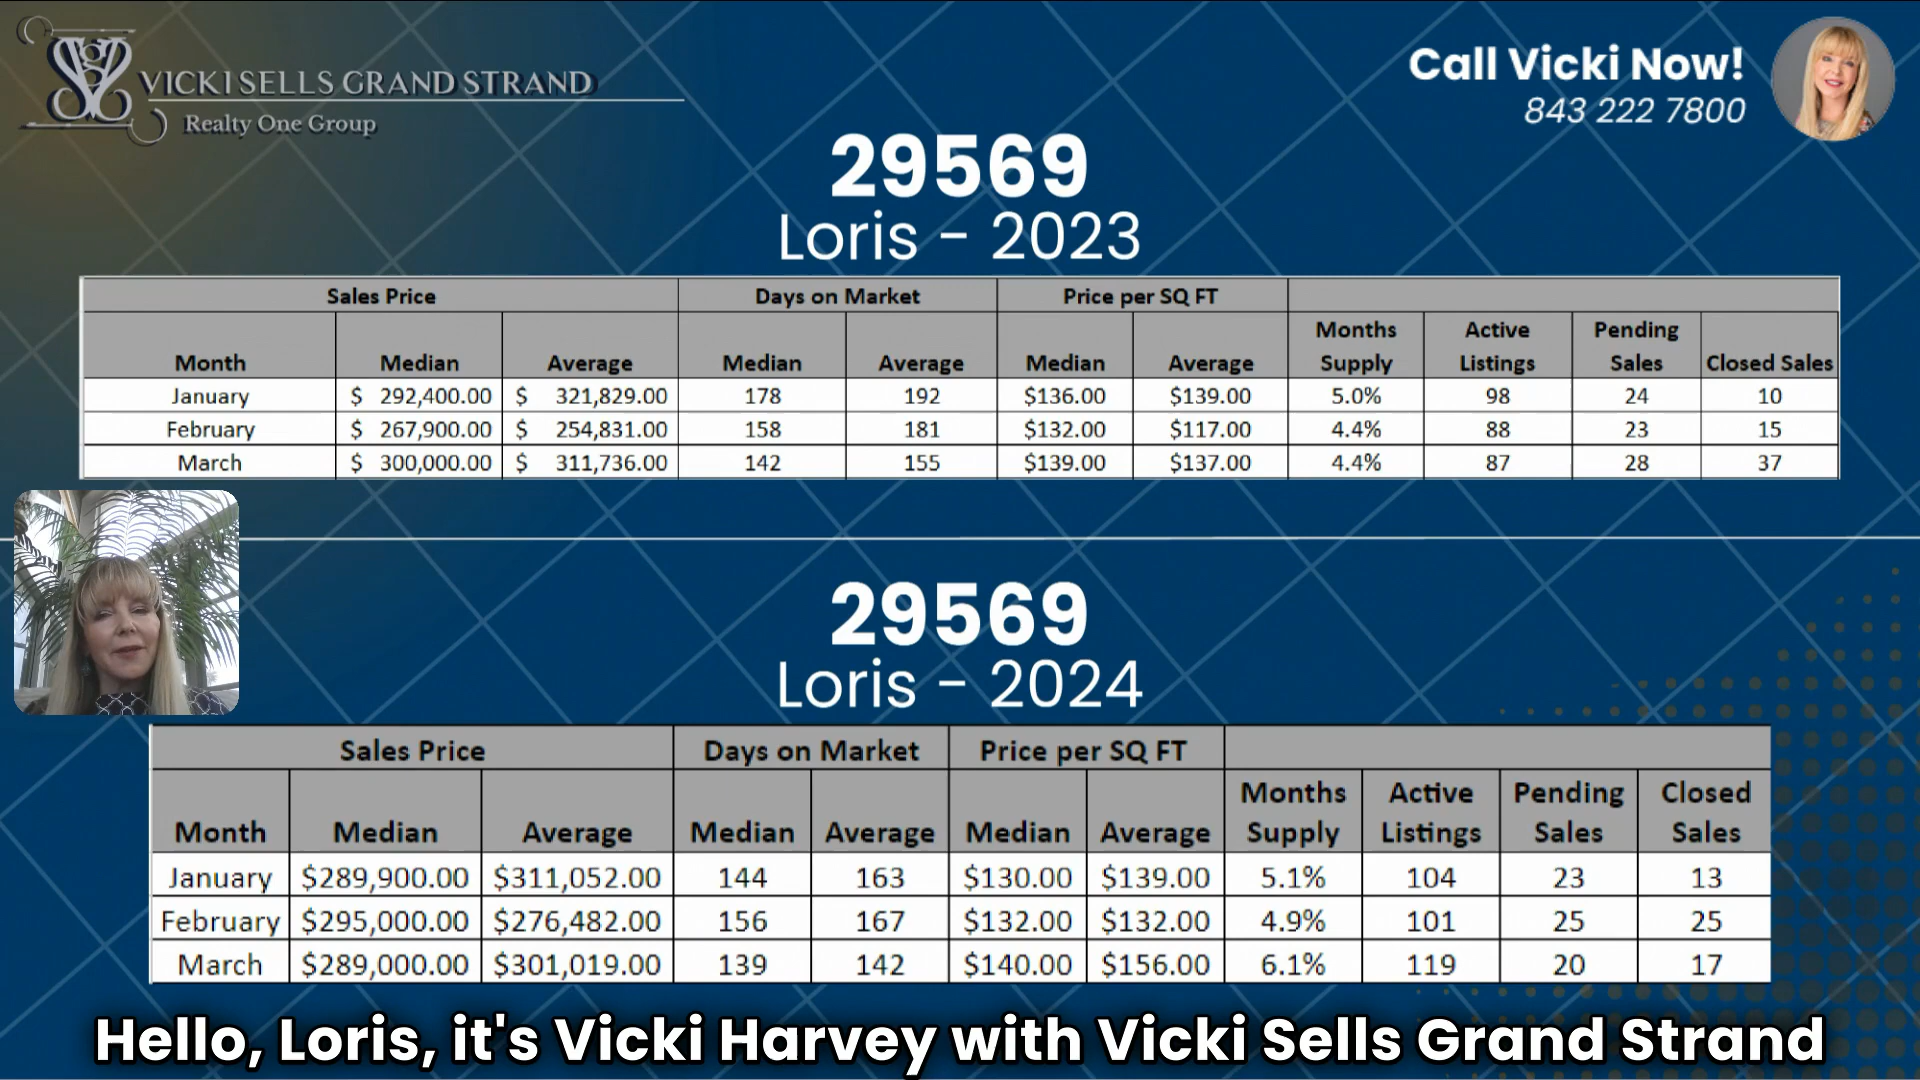 VICKI SELLS GRAND STRAND
Realty One Group
Call Vicki Now!
843 222 7800
29569
Loris - 2023
Sales Price Days on Market Price per SQ FT
Month Median Average Median Average Median Average Months Supply Active Listings Pending Sales Closed Sales
January $ 292,400.00 $ 321,829.00 178 192 $136.00 $139.00 5.0% 98 24 10
February $ 267,900.00 $ 254,831.00 158 181 $132.00 $117.00 4.4% 88 23 15
March $ 300,000.00 $ 311,736.00 142 155 $139.00 $137.00 4.4% 87 28 37
29569
Loris - 2024
Sales Price Days on Market Price per SQ FT
Month Median Average Median Average Median Average Months Supply Active Listings Pending Sales Closed Sales
January $289,900.00 $311,052.00 144 163 $130.00 $139.00 5.1% 104 23 13
February $295,000.00 $276,482.00 156 167 $132.00 $132.00 4.9% 101 25 25
March $289,000.00 $301,019.00 139 142 $140.00 $156.00 6.1% 119 20 17
Hello, Loris, it's Vicki Harvey with Vicki Sells Grand Strand